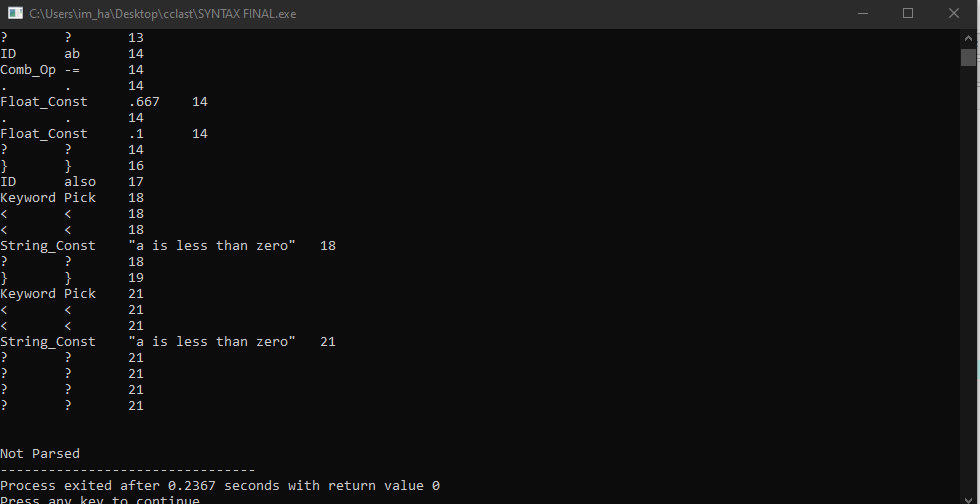 C:\Users\im_ha\Desktop\cclast\SYNTAX FINAL.exe
? ? 13
ID ab 14
Comb_Op -= 14
. . 14
Float_Const .667 14
. . 14
Float_Const .1 14
? ? 14
} } 16
ID also 17
Keyword Pick 18
< < 18
< < 18
String_Const "a is less than zero" 18
? ? 18
} } 19
Keyword Pick 21
< < 21
< < 21
String_Const "a is less than zero" 21
? ? 21
? ? 21
? ? 21
? ? 21
Not Parsed
--------------------------------
Process exited after 0.2367 seconds with return value 0
Press any key to continue